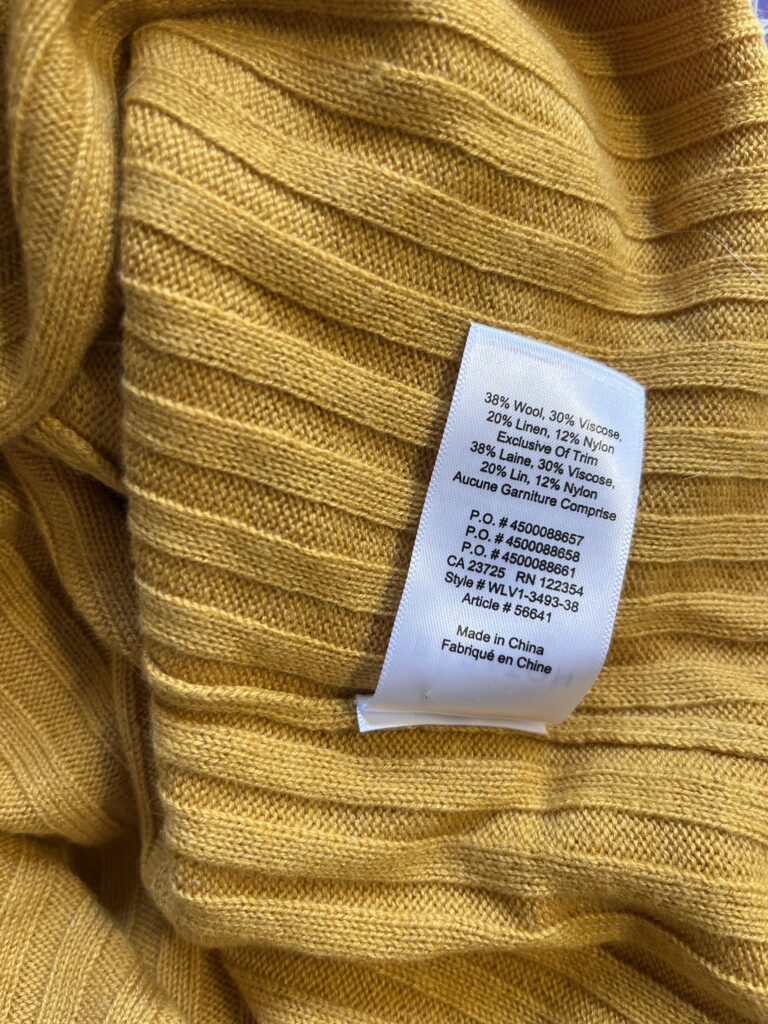 38% Wool, 30% Viscose,
20% Linen, 12% Nylon
Exclusive Of Trim
38% Laine, 30% Viscose,
20% Lin, 12% Nylon
Aucune Garniture Comprise
P.O. # 4500088657
P.O. # 4500088658
P.O. # 4500088661
CA 23725 RN 122354
Style # WLV1-3493-38
Article # 56641
Made in China
Fabriqué en Chine